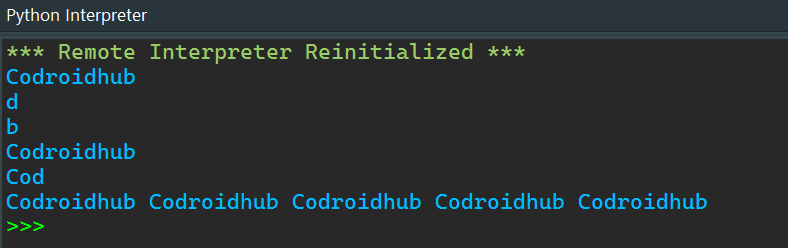 Python Interpreter
*** Remote Interpreter Reinitialized ***
Codroidhub
d
b
Codroidhub
Cod
Codroidhub Codroidhub Codroidhub Codroidhub Codroidhub
>>>